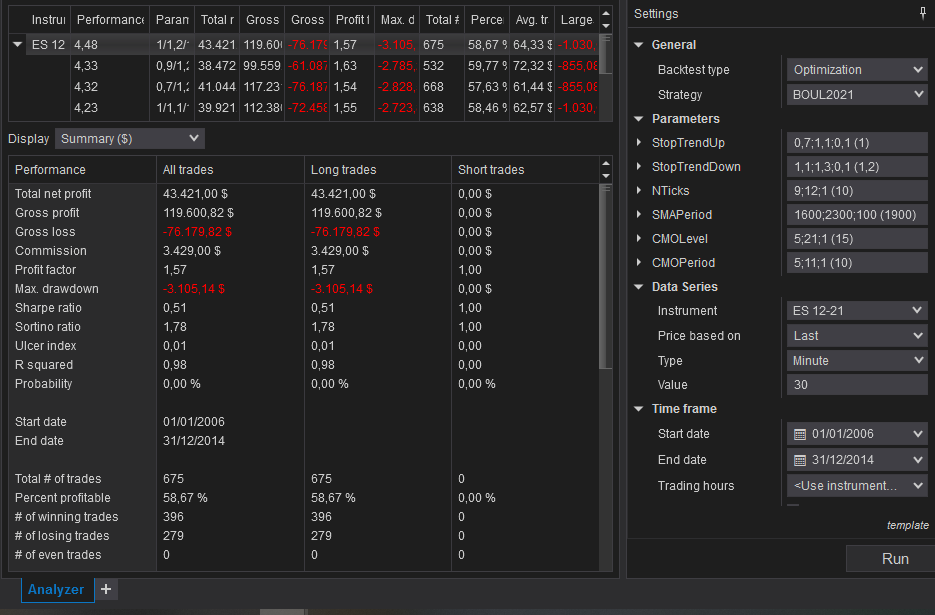 Instru Performance Param Total r Gross Gross Profit f Max. d Total # Perce Avg. tr Large
ES 12 4,48 1/1,2/ 43.421 119.60 -76.179 1,57 -3.105, 675 58,67 % 64,33 $ -1.030,
4,33 0,9/1,2 38.472 99.559 -61.087 1,63 -2.785, 532 59,77 % 72,32 $ -855,08
4,32 0,7/1,2 41.044 117.23 -76.187 1,54 -2.828, 668 57,63 % 61,44 $ -855,08
4,23 1/1,1/ 39.921 112.380 -72.458 1,55 -2.723, 638 58,46 % 62,57 $ -1.030,
Display Summary ($)
Performance All trades Long trades Short trades
Total net profit 43.421,00 $ 43.421,00 $ 0,00 $
Gross profit 119.600,82 $ 119.600,82 $ 0,00 $
Gross loss -76.179,82 $ -76.179,82 $ 0,00 $
Commission 3.429,00 $ 3.429,00 $ 0,00 $
Profit factor 1,57 1,57 1,00
Max. drawdown -3.105,14 $ -3.105,14 $ 0,00 $
Sharpe ratio 0,51 0,51 1,00
Sortino ratio 1,78 1,78 1,00
Ulcer index 0,01 0,01 0,00
R squared 0,98 0,98 0,00
Probability 0,00 % 0,00 % 0,00 %
Start date 01/01/2006
End date 31/12/2014
Total # of trades 675 675 0
Percent profitable 58,67 % 58,67 % 0,00 %
# of winning trades 396 396 0
# of losing trades 279 279 0
# of even trades 0 0 0
Analyzer +
Settings
General
Backtest type Optimization
Strategy BOUL2021
Parameters
StopTrendUp 0,7;1,1;0,1 (1)
StopTrendDown 1,1;1,3;0,1 (1,2)
NTicks 9;12;1 (10)
SMAPeriod 1600;2300;100 (1900)
CMOLevel 5;21;1 (15)
CMOPeriod 5;11;1 (10)
Data Series
Instrument ES 12-21
Price based on Last
Type Minute
Value 30
Time frame
Start date 01/01/2006
End date 31/12/2014
Trading hours <Use instrument...
template
Run